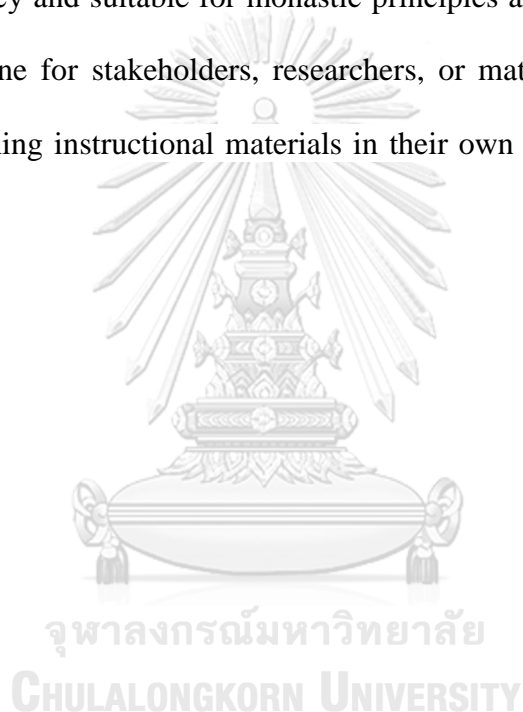 ey and suitable for monastic principles a
ne for stakeholders, researchers, or mat
ing instructional materials in their own
จุฬาลงกรณ์มหาวิทยาลัย
CHULALONGKORN UNIVERSITY